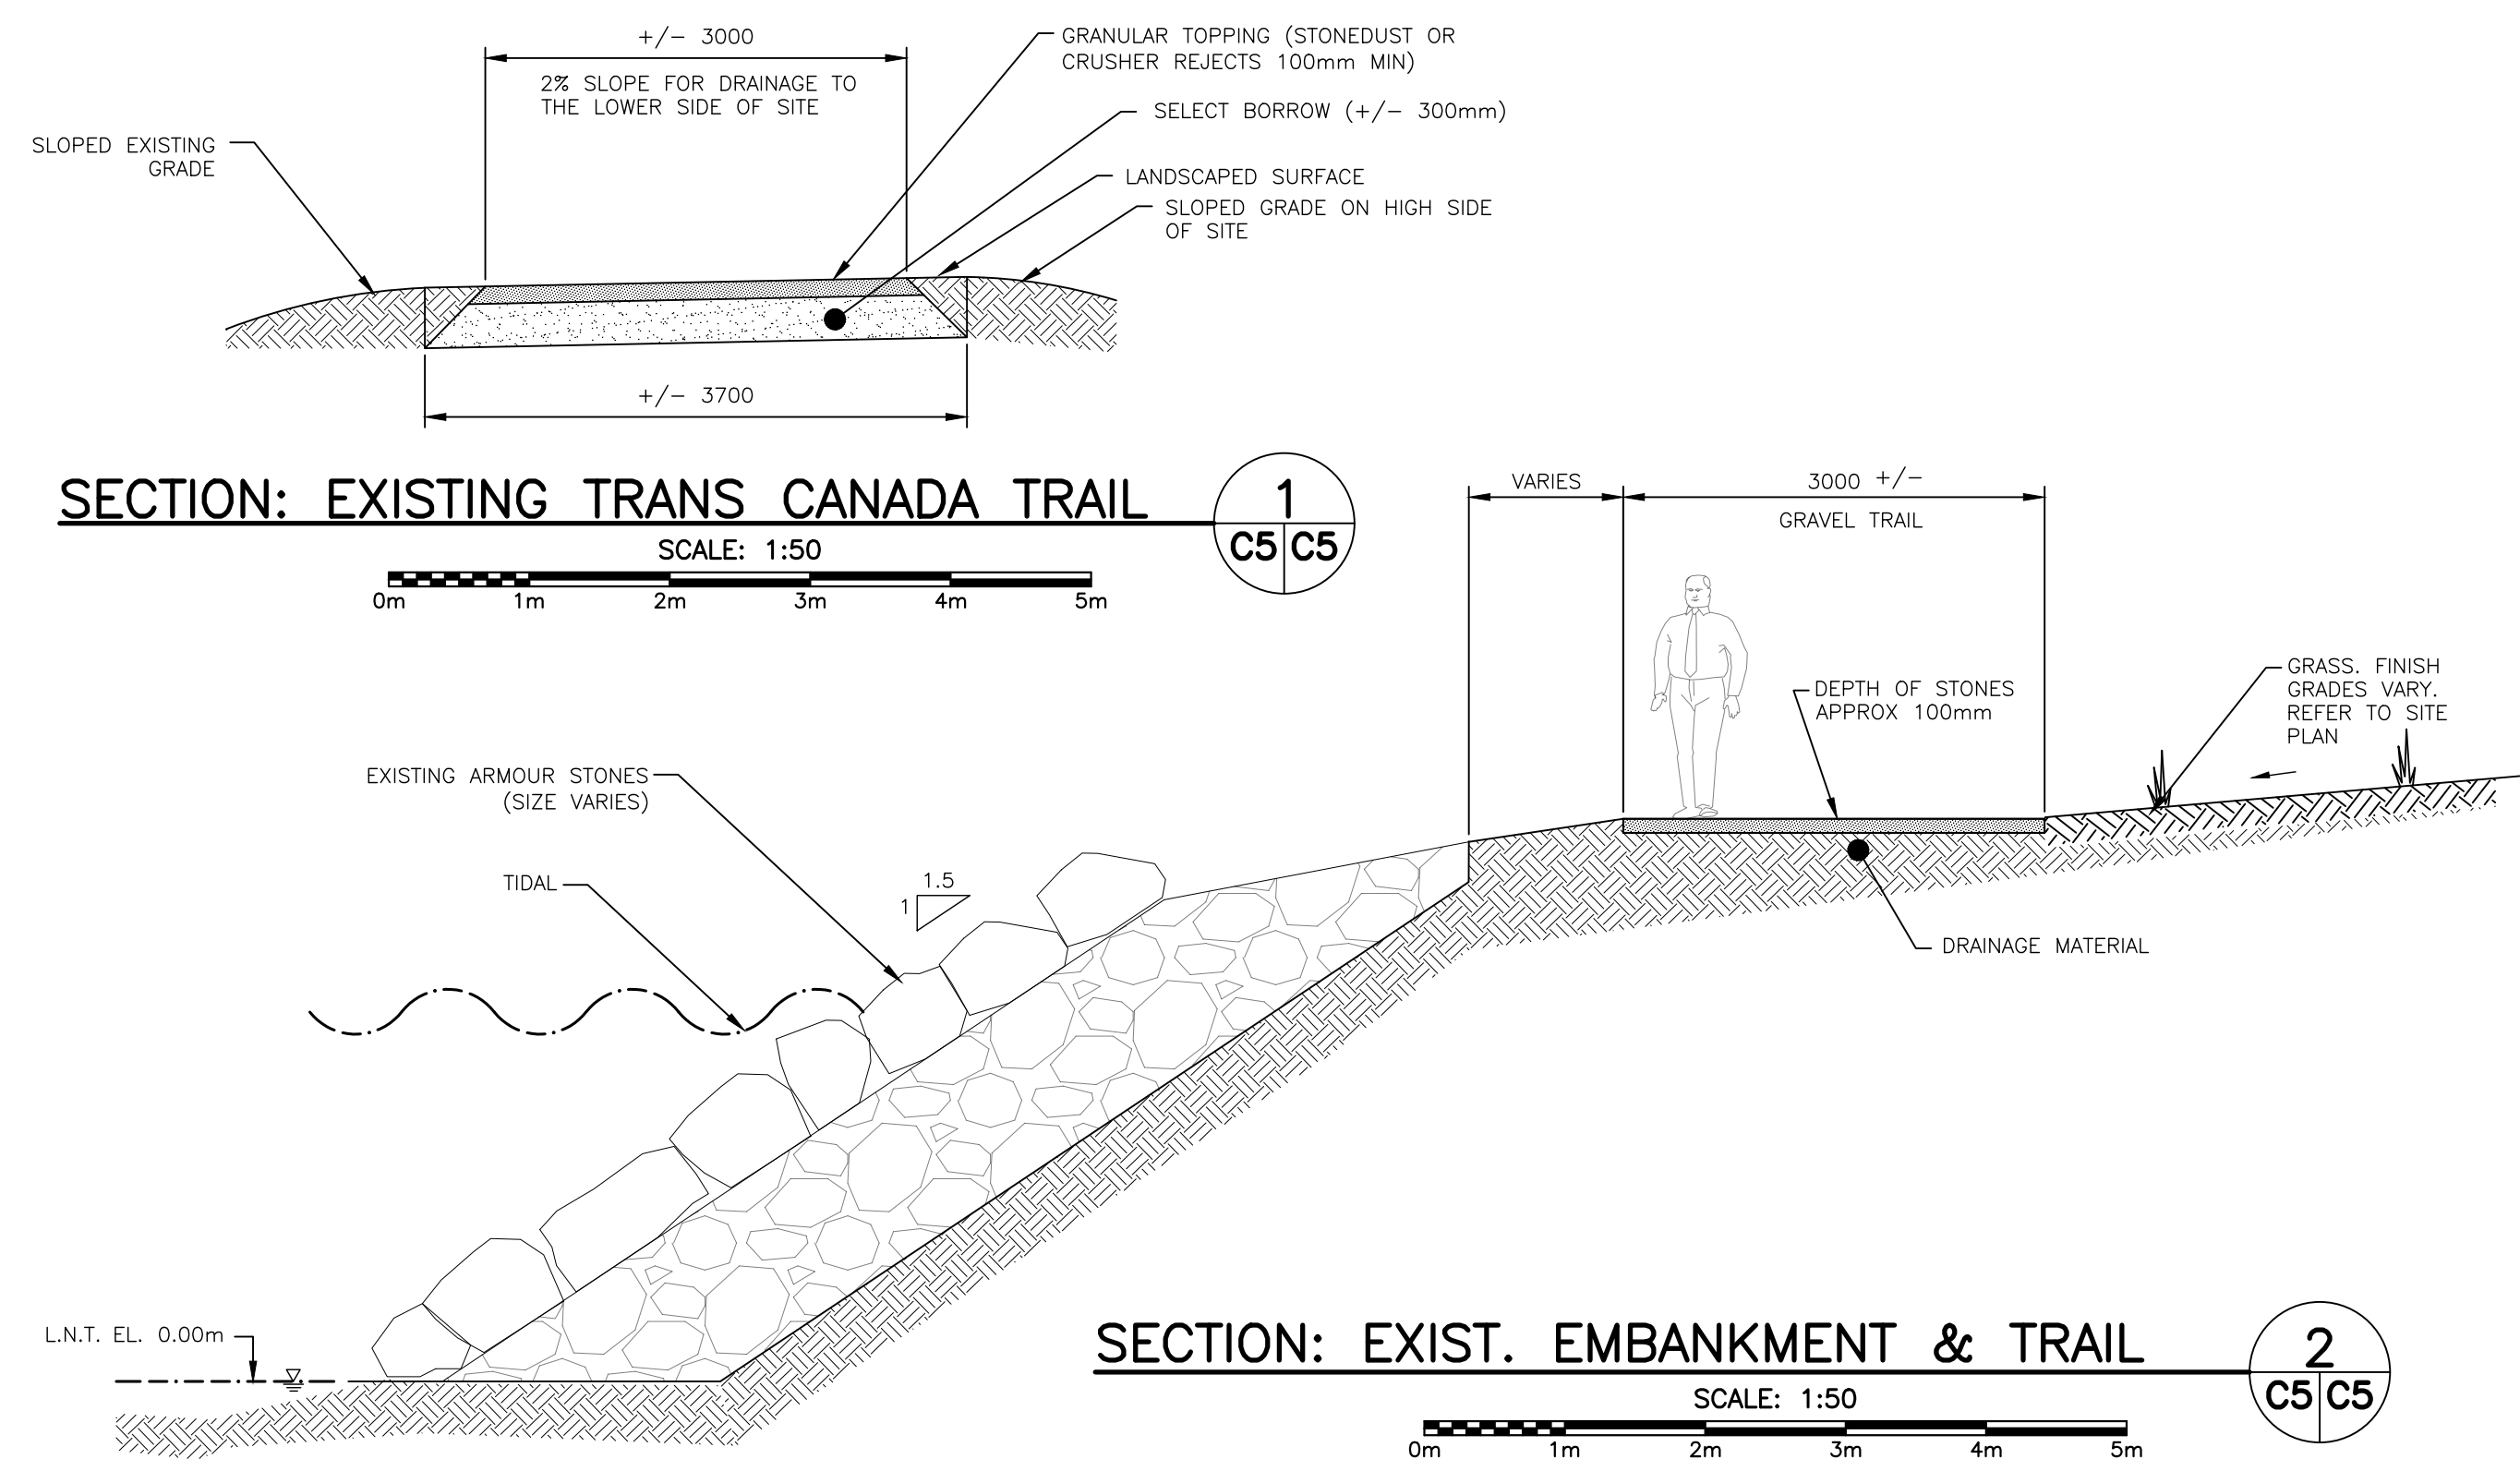 +/- 3000
2% SLOPE FOR DRAINAGE TO
THE LOWER SIDE OF SITE
GRANULAR TOPPING (STONEDUST OR
CRUSHER REJECTS 100mm MIN)
SELECT BORROW (+/- 300mm)
SLOPED EXISTING
GRADE
LANDSCAPED SURFACE
SLOPED GRADE ON HIGH SIDE
OF SITE
+/- 3700
SECTION: EXISTING TRANS CANADA TRAIL
1
C5 C5
SCALE: 1:50
0m 1m 2m 3m 4m 5m
VARIES
3000 +/-
GRAVEL TRAIL
DEPTH OF STONES
APPROX 100mm
GRASS. FINISH
GRADES VARY.
REFER TO SITE
PLAN
EXISTING ARMOUR STONES
(SIZE VARIES)
TIDAL
1.5
1
DRAINAGE MATERIAL
L.N.T. EL. 0.00m
SECTION: EXIST. EMBANKMENT & TRAIL
2
C5 C5
SCALE: 1:50
0m 1m 2m 3m 4m 5m